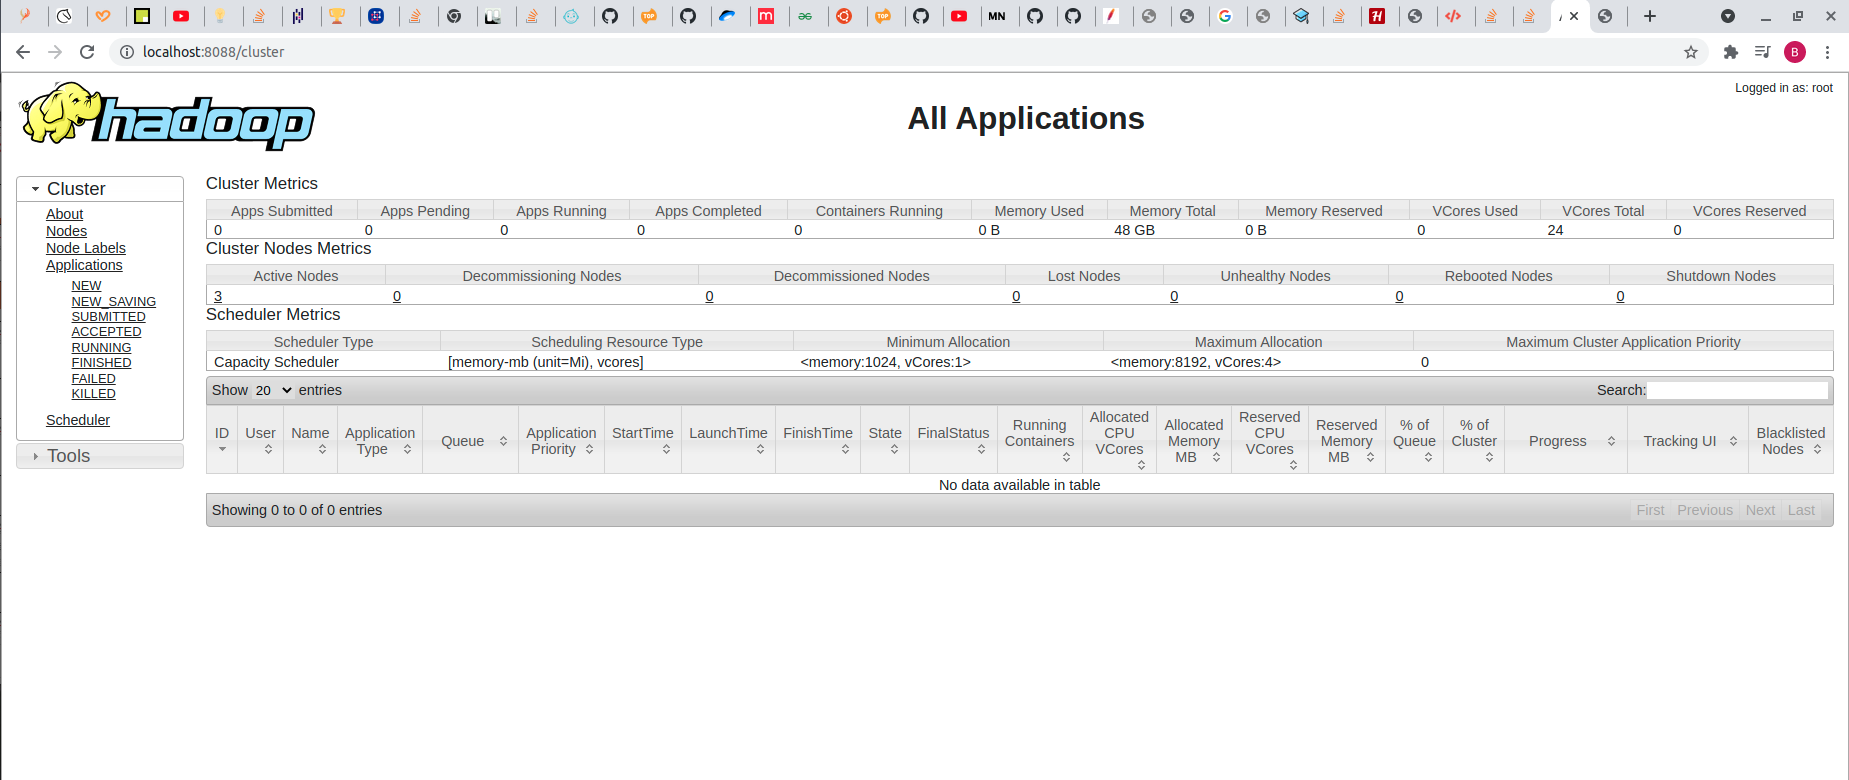 TOP
m
TOP
MN
G
H
A
localhost:8088/cluster
B
hadoop
All Applications
Logged in as: root
Cluster
About
Nodes
Node Labels
Applications
NEW
NEW_SAVING
SUBMITTED
ACCEPTED
RUNNING
FINISHED
FAILED
KILLED
Scheduler
Tools
Cluster Metrics
Apps Submitted Apps Pending Apps Running Apps Completed Containers Running Memory Used Memory Total Memory Reserved VCores Used VCores Total VCores Reserved
0 0 0 0 0 0 B 48 GB 0 B 0 24 0
Cluster Nodes Metrics
Active Nodes Decommissioning Nodes Decommissioned Nodes Lost Nodes Unhealthy Nodes Rebooted Nodes Shutdown Nodes
3 0 0 0 0 0 0
Scheduler Metrics
Scheduler Type Scheduling Resource Type Minimum Allocation Maximum Allocation Maximum Cluster Application Priority
Capacity Scheduler [memory-mb (unit=Mi), vcores] <memory:1024, vCores:1> <memory:8192, vCores:4> 0
Show 20 entries Search:
ID User Name Application Type Queue Application Priority StartTime LaunchTime FinishTime State FinalStatus Running Containers Allocated CPU VCores Allocated Memory MB Reserved CPU VCores Reserved Memory MB % of Queue % of Cluster Progress Tracking UI Blacklisted Nodes
No data available in table
Showing 0 to 0 of 0 entries First Previous Next Last